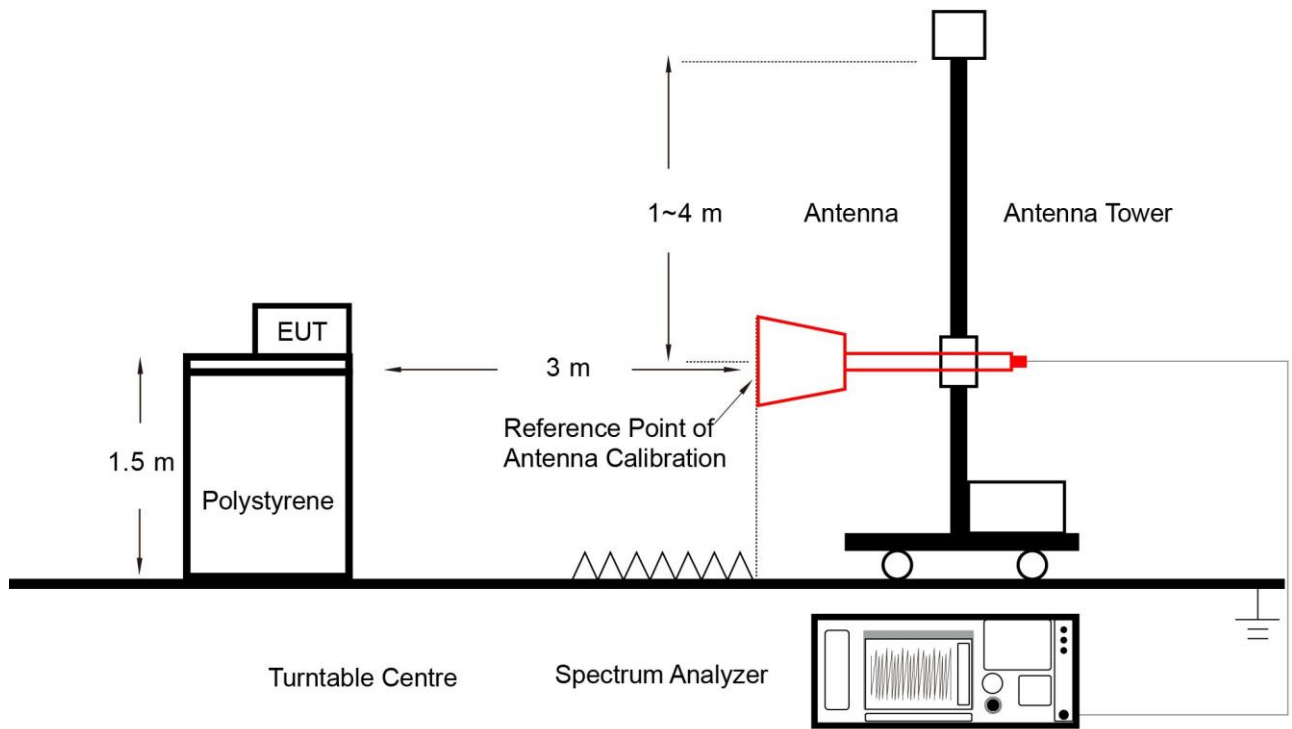 1~4 m
Antenna
Antenna Tower
EUT
3 m
Reference Point of
Antenna Calibration
1.5 m
Polystyrene
Turntable Centre
Spectrum Analyzer